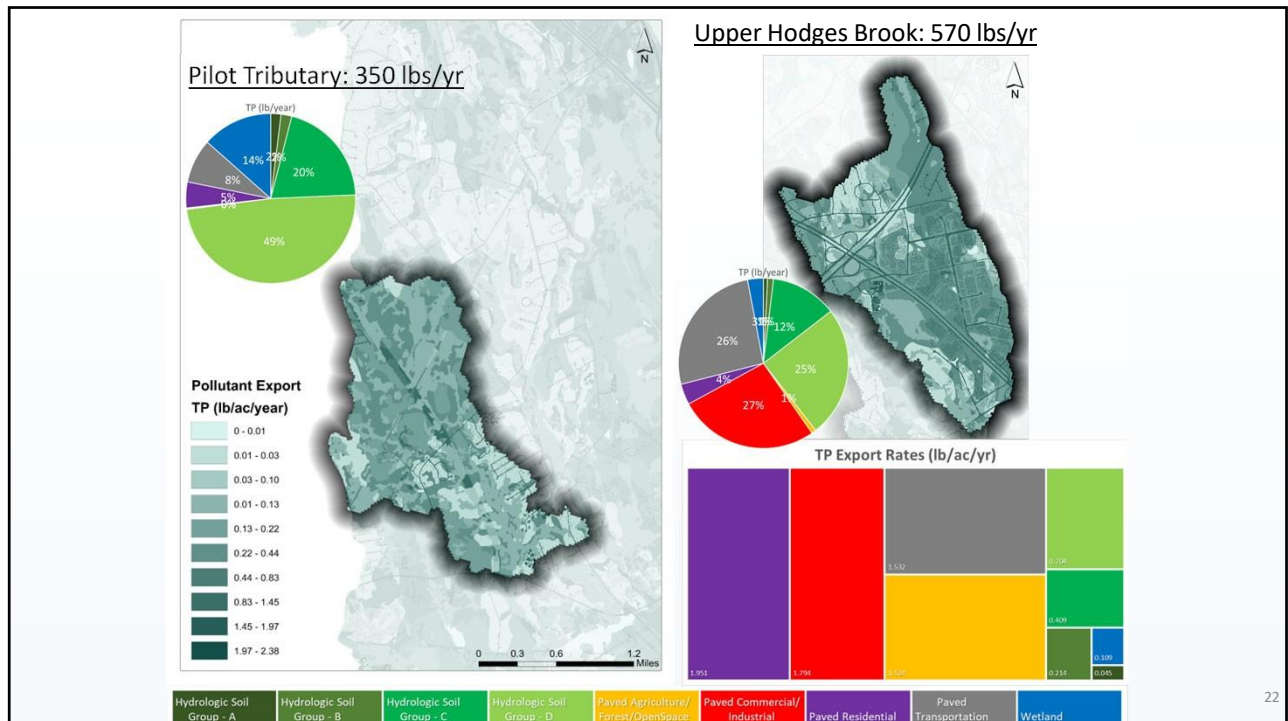 Pilot Tributary: 350 lbs/yr
N
TP (lb/year)
2%
20%
49%
5%
8%
14%
Pollutant Export
TP (lb/ac/year)
0 - 0.01
0.01 - 0.03
0.03 - 0.10
0.01 - 0.13
0.13 - 0.22
0.22 - 0.44
0.44 - 0.83
0.83 - 1.45
1.45 - 1.97
1.97 - 2.38
0 0.3 0.6 1.2
Miles
Upper Hodges Brook: 570 lbs/yr
N
TP (lb/year)
12%
25%
1%
27%
4%
26%
TP Export Rates (lb/ac/yr)
1.951
1.794
1.532
0.704
0.409
0.214
0.109
0.045
Hydrologic Soil
Group - A
Hydrologic Soil
Group - B
Hydrologic Soil
Group - C
Hydrologic Soil
Group - D
Paved Agriculture/
Forest/OpenSpace
Paved Commercial/
Industrial
Paved Residential
Paved
Transportation
Wetland
22